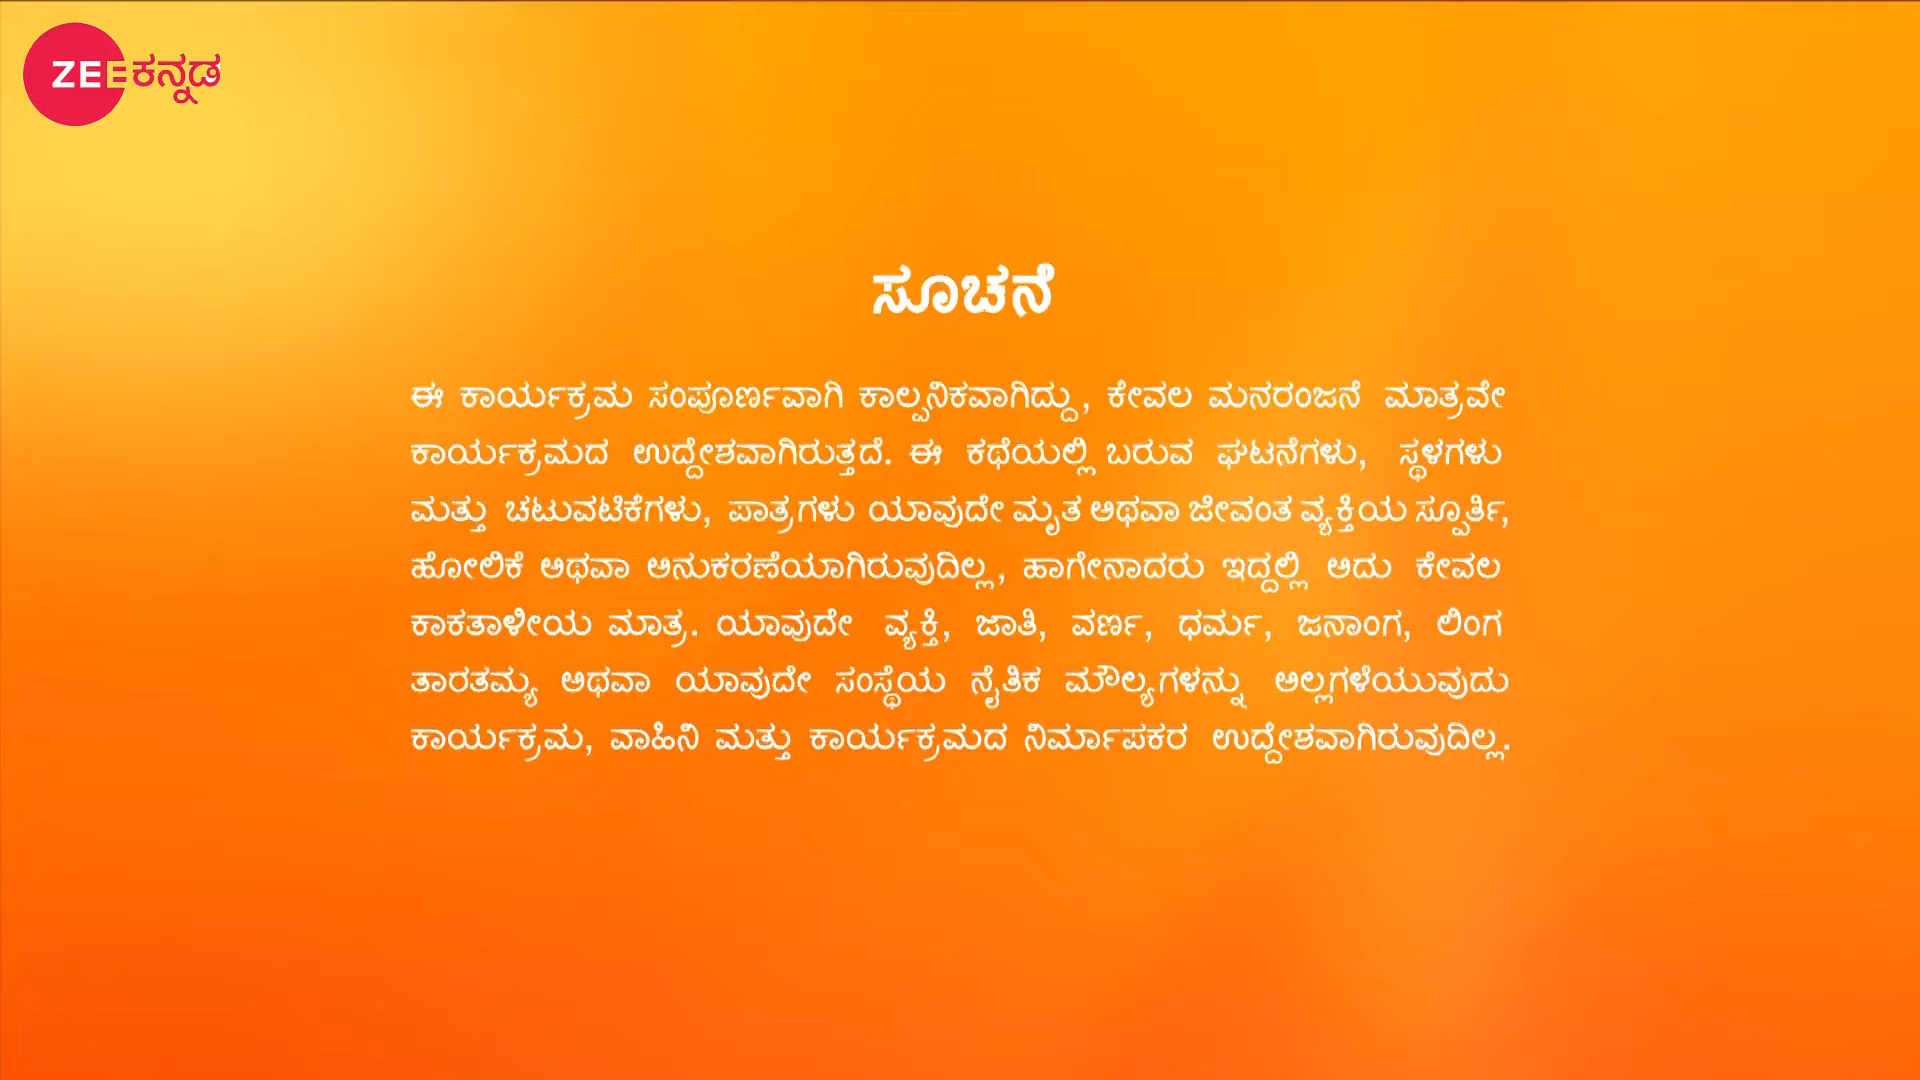 ZEE ಕನ್ನಡ
ಸೂಚನೆ
ಈ ಕಾರ್ಯಕ್ರಮ ಸಂಪೂರ್ಣವಾಗಿ ಕಾಲ್ಪನಿಕವಾಗಿದ್ದು, ಕೇವಲ ಮನರಂಜನೆ ಮಾತ್ರವೇ
ಕಾರ್ಯಕ್ರಮದ ಉದ್ದೇಶವಾಗಿರುತ್ತದೆ. ಈ ಕಥೆಯಲ್ಲಿ ಬರುವ ಘಟನೆಗಳು, ಸ್ಥಳಗಳು
ಮತ್ತು ಚಟುವಟಿಕೆಗಳು, ಪಾತ್ರಗಳು ಯಾವುದೇ ಮೃತ ಅಥವಾ ಜೀವಂತ ವ್ಯಕ್ತಿಯ ಸ್ಪೂರ್ತಿ,
ಹೋಲಿಕೆ ಅಥವಾ ಅನುಕರಣೆಯಾಗಿರುವುದಿಲ್ಲ, ಹಾಗೇನಾದರು ಇದ್ದಲ್ಲಿ ಅದು ಕೇವಲ
ಕಾಕತಾಳೀಯ ಮಾತ್ರ. ಯಾವುದೇ ವ್ಯಕ್ತಿ, ಜಾತಿ, ವರ್ಣ, ಧರ್ಮ, ಜನಾಂಗ, ಲಿಂಗ
ತಾರತಮ್ಯ ಅಥವಾ ಯಾವುದೇ ಸಂಸ್ಥೆಯ ನೈತಿಕ ಮೌಲ್ಯಗಳನ್ನು ಅಲ್ಲಗಳೆಯುವುದು
ಕಾರ್ಯಕ್ರಮ, ವಾಹಿನಿ ಮತ್ತು ಕಾರ್ಯಕ್ರಮದ ನಿರ್ಮಾಪಕರ ಉದ್ದೇಶವಾಗಿರುವುದಿಲ್ಲ.